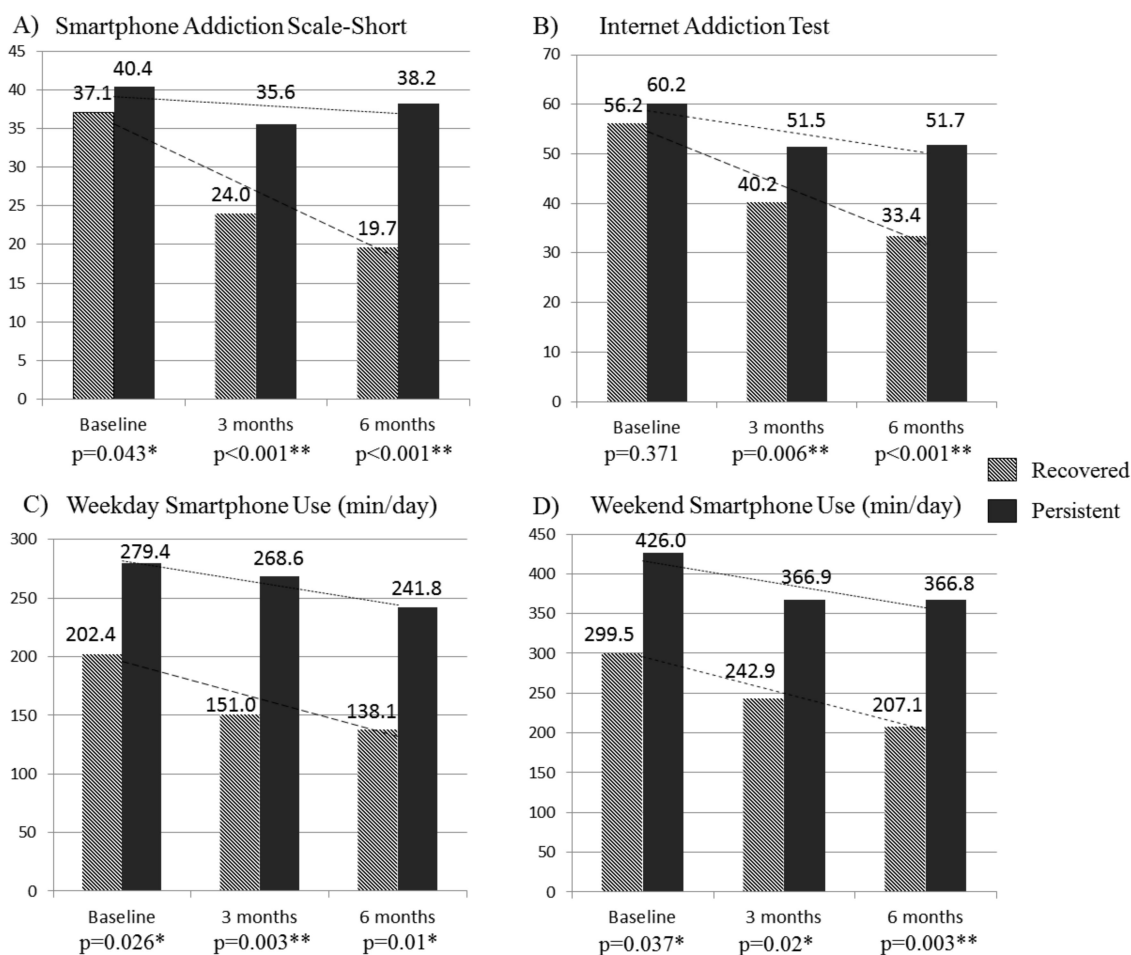 A) Smartphone Addiction Scale-Short
45
40
35
30
25
20
15
10
5
0
37.1
40.4
24.0
35.6
19.7
38.2
Baseline
3 months
6 months
p=0.043*
p<0.001**
p<0.001**
B) Internet Addiction Test
70
60
50
40
30
20
10
0
56.2
60.2
40.2
51.5
33.4
51.7
Baseline
3 months
6 months
p=0.371
p=0.006**
p<0.001**
Recovered
Persistent
C) Weekday Smartphone Use (min/day)
300
250
200
150
100
50
0
202.4
279.4
151.0
268.6
138.1
241.8
Baseline
3 months
6 months
p=0.026*
p=0.003**
p=0.01*
D) Weekend Smartphone Use (min/day)
450
400
350
300
250
200
150
100
50
0
299.5
426.0
242.9
366.9
207.1
366.8
Baseline
3 months
6 months
p=0.037*
p=0.02*
p=0.003**